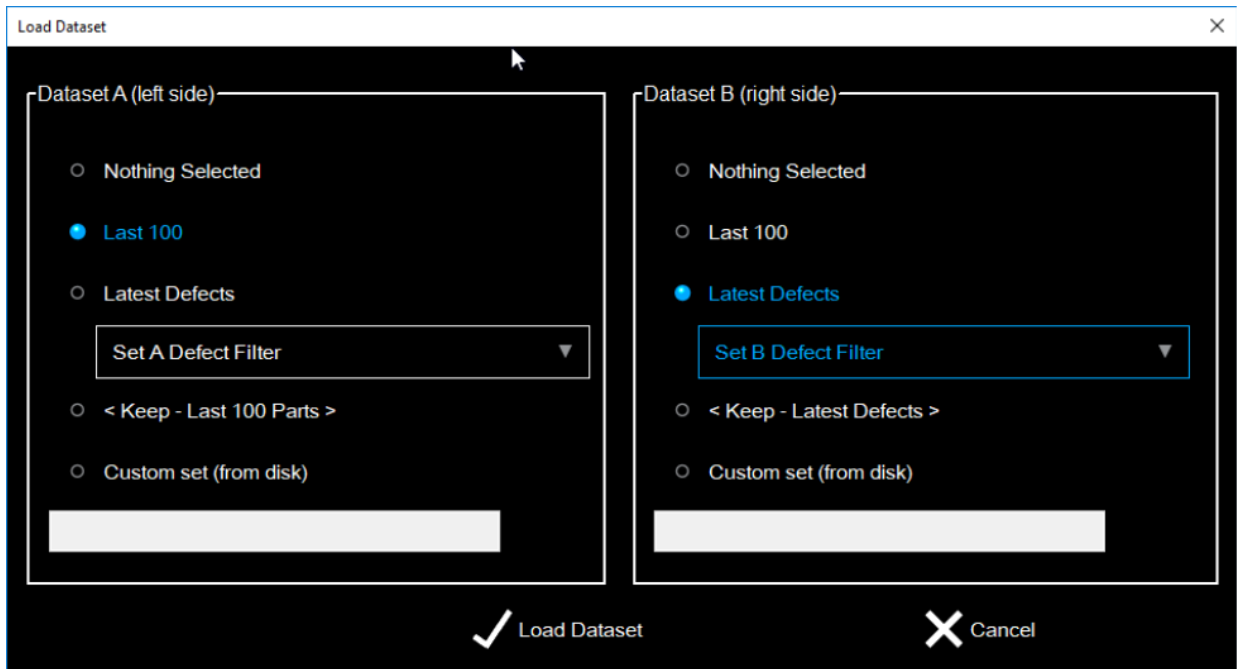 Load Dataset
Dataset A (left side)
Nothing Selected
Last 100
Latest Defects
Set A Defect Filter
< Keep - Last 100 Parts >
Custom set (from disk)
Dataset B (right side)
Nothing Selected
Last 100
Latest Defects
Set B Defect Filter
< Keep - Latest Defects >
Custom set (from disk)
Load Dataset
Cancel